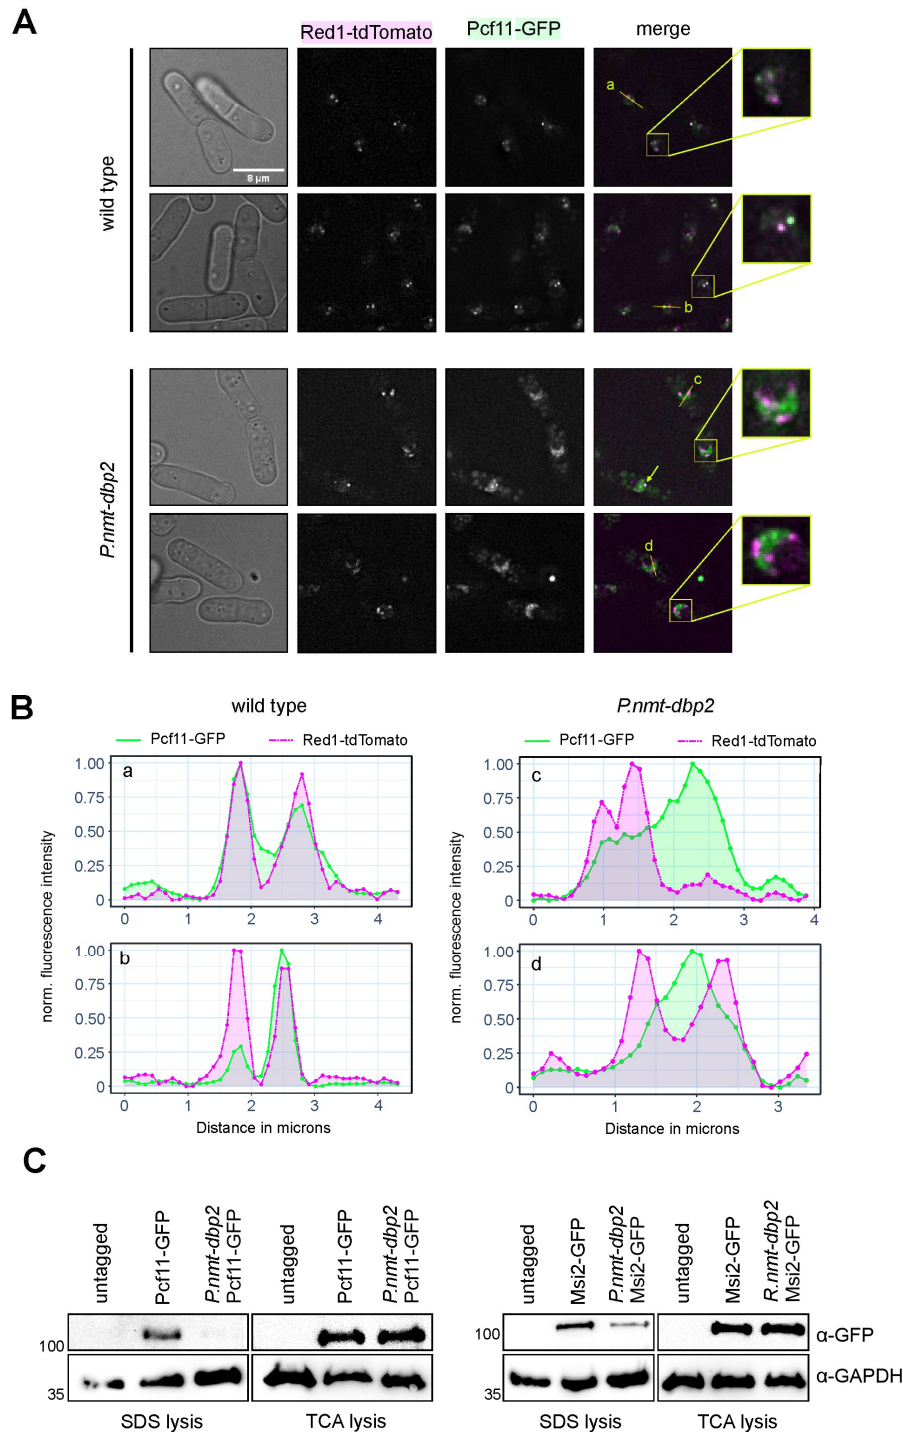 A
Red1-tdTomato
Pcf11-GFP
merge
wild type
8 µm
a
b
P.nmt-dbp2
c
d
B
wild type
P.nmt-dbp2
Pcf11-GFP
Red1-tdTomato
Pcf11-GFP
Red1-tdTomato
norm. flucrescence intensity
a
1.00
0.75
0.50
0.25
0
0 1 2 3 4
b
1.00
0.75
0.50
0.25
0
0 1 2 3 4
Distance in microns
norm. fluorescence intensity
c
1.00
0.75
0.50
0.25
0
0 1 2 3 4
d
1.00
0.75
0.50
0.25
0
0 1 2 3
Distance in microns
C
untagged
Pcf11-GFP
P.nmt-dbp2
Pcf11-GFP
untagged
Pcf11-GFP
P.nmt-dbp2
Pcf11-GFP
untagged
Msi2-GFP
P.nmt-dbp2
Msi2-GFP
untagged
Msi2-GFP
R.nmt-dbp2
Msi2-GFP
100
35
100
35
α-GFP
α-GAPDH
SDS lysis
TCA lysis
SDS lysis
TCA lysis